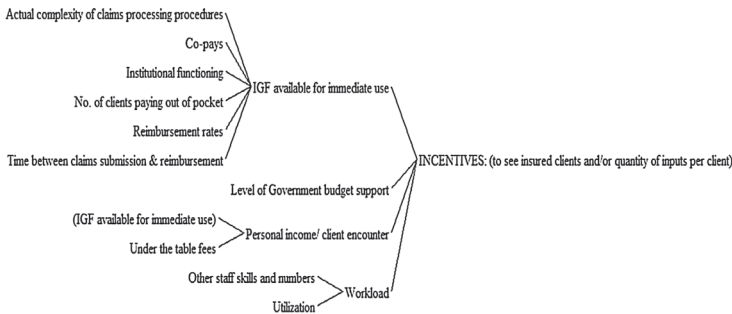 Actual complexity of claims processing procedures
Co-pays
Institutional functioning
IGF available for immediate use
No. of clients paying out of pocket
Reimbursement rates
Time between claims submission & reimbursement
INCENTIVES: (to see insured clients and/or quantity of inputs per client)
Level of Government budget support
(IGF available for immediate use)
Personal income/ client encounter
Under the table fees
Other staff skills and numbers
Workload
Utilization